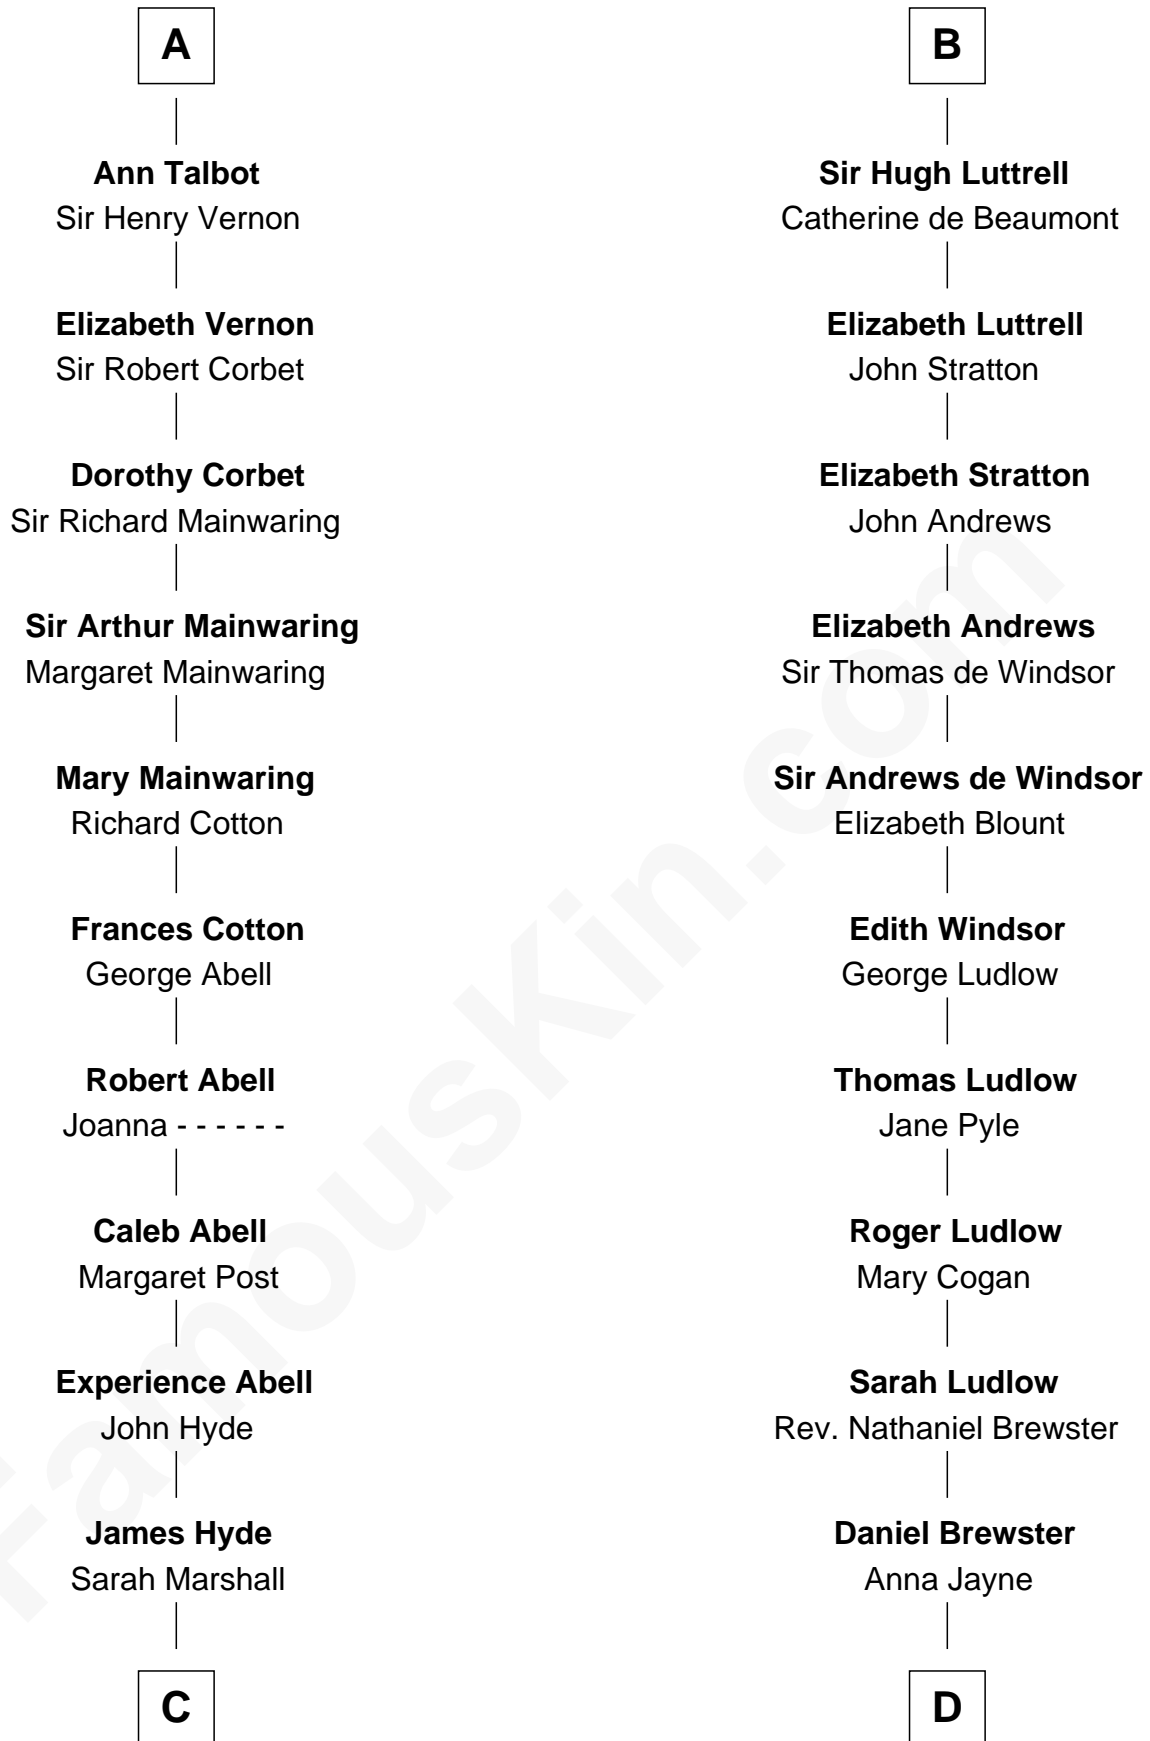 A
Ann Talbot
Sir Henry Vernon
Elizabeth Vernon
Sir Robert Corbet
Dorothy Corbet
Sir Richard Mainwaring
Sir Arthur Mainwaring
Margaret Mainwaring
Mary Mainwaring
Richard Cotton
Frances Cotton
George Abell
Robert Abell
Joanna - - - - - -
Caleb Abell
Margaret Post
Experience Abell
John Hyde
James Hyde
Sarah Marshall
C
B
Sir Hugh Luttrell
Catherine de Beaumont
Elizabeth Luttrell
John Stratton
Elizabeth Stratton
John Andrews
Elizabeth Andrews
Sir Thomas de Windsor
Sir Andrews de Windsor
Elizabeth Blount
Edith Windsor
George Ludlow
Thomas Ludlow
Jane Pyle
Roger Ludlow
Mary Cogan
Sarah Ludlow
Rev. Nathaniel Brewster
Daniel Brewster
Anna Jayne
D
FamousKin.com